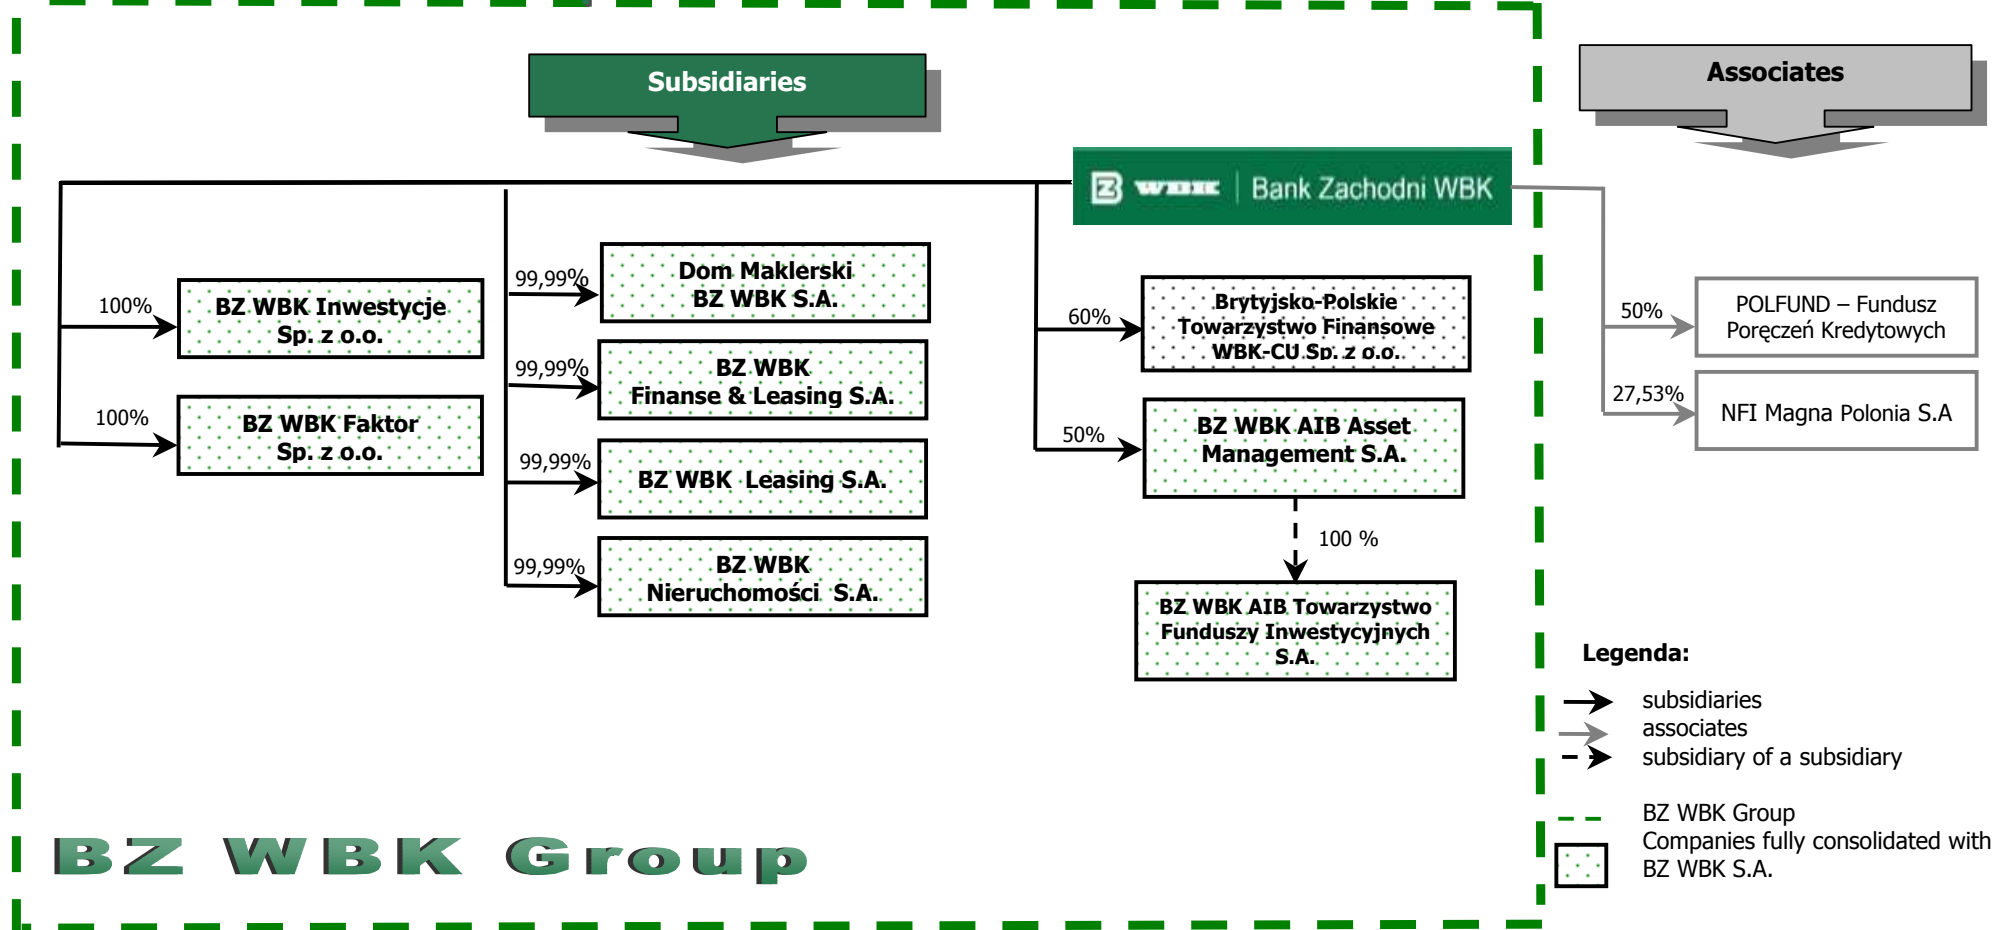 Subsidiaries
Associates
BZ WBK | Bank Zachodni WBK
100%
BZ WBK Inwestycje
Sp. z o.o.
100%
BZ WBK Faktor
Sp. z o.o.
99,99%
Dom Maklerski
BZ WBK S.A.
99,99%
BZ WBK
Finanse & Leasing S.A.
99,99%
BZ WBK Leasing S.A.
99,99%
BZ WBK
Nieruchomości S.A.
60%
Brytyjsko-Polskie
Towarzystwo Finansowe
WBK-CU Sp. z o.o.
50%
BZ WBK AIB Asset
Management S.A.
100 %
BZ WBK AIB Towarzystwo
Funduszy Inwestycyjnych
S.A.
50%
POLFUND – Fundusz
Poręczeń Kredytowych
27,53%
NFI Magna Polonia S.A
Legenda:
subsidiaries
associates
subsidiary of a subsidiary
BZ WBK Group
Companies fully consolidated with
BZ WBK S.A.
BZ WBK Group